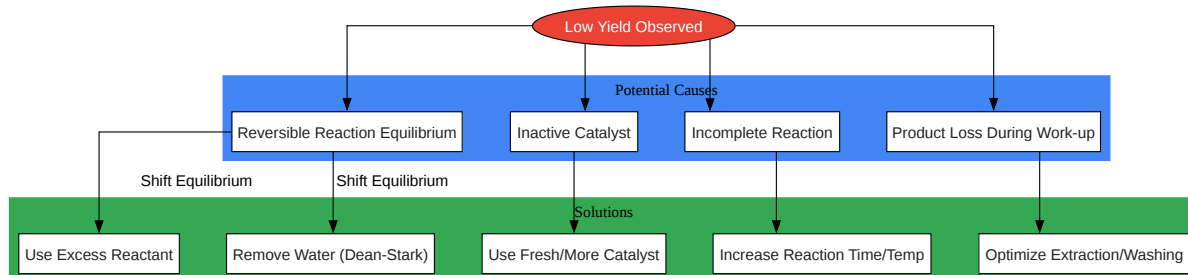 Low Yield Observed
Potential Causes
Reversible Reaction Equilibrium
Inactive Catalyst
Incomplete Reaction
Product Loss During Work-up
Shift Equilibrium
Shift Equilibrium
Solutions
Use Excess Reactant
Remove Water (Dean-Stark)
Use Fresh/More Catalyst
Increase Reaction Time/Temp
Optimize Extraction/Washing